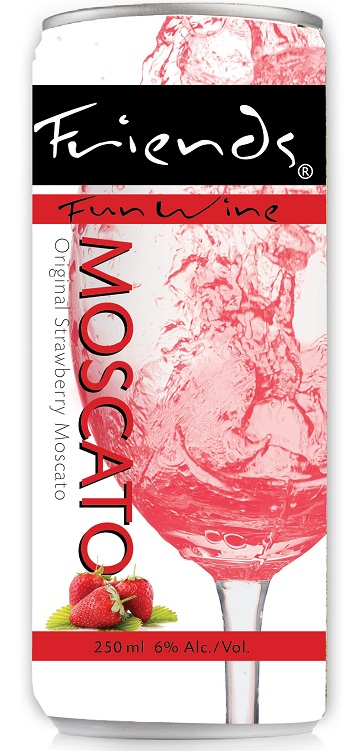 Friends®
Fun Wine
MOSCATO
Original Strawberry Moscato
250 ml 6% Alc./Vol.